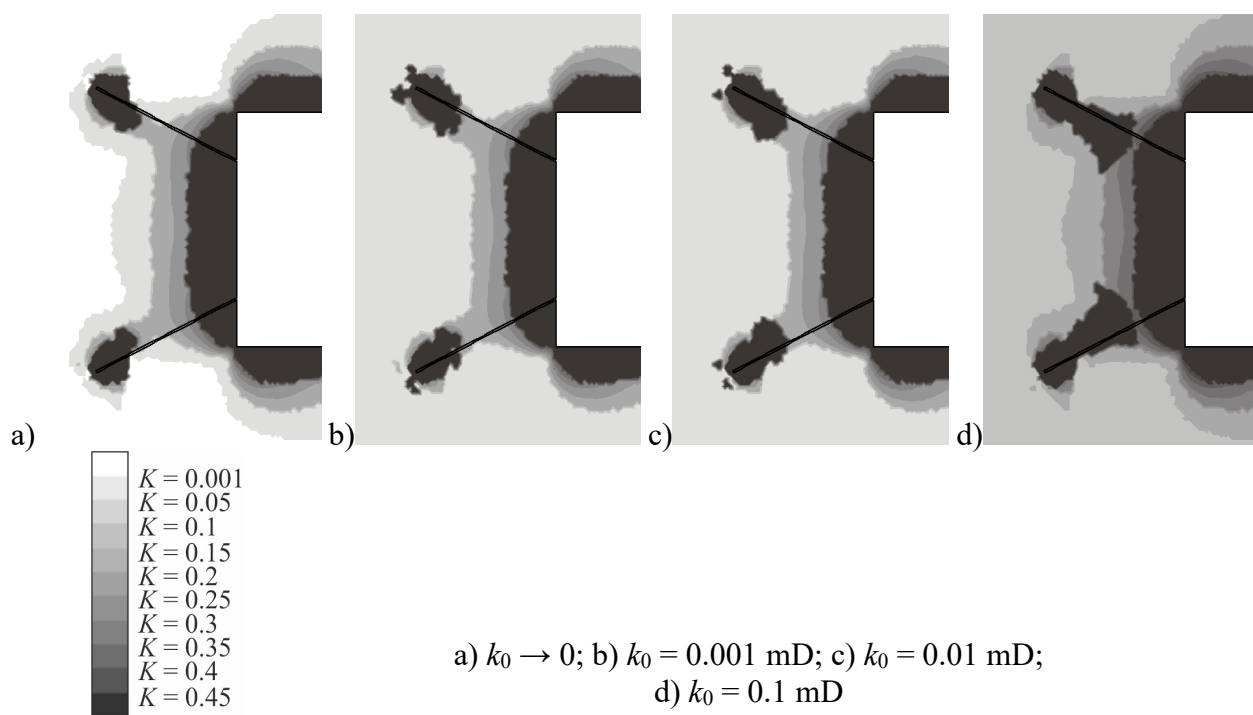 a) b) c) d)
K = 0.001
K = 0.05
K = 0.1
K = 0.15
K = 0.2
K = 0.25
K = 0.3
K = 0.35
K = 0.4
K = 0.45
a) k₀ → 0; b) k₀ = 0.001 mD; c) k₀ = 0.01 mD;
d) k₀ = 0.1 mD